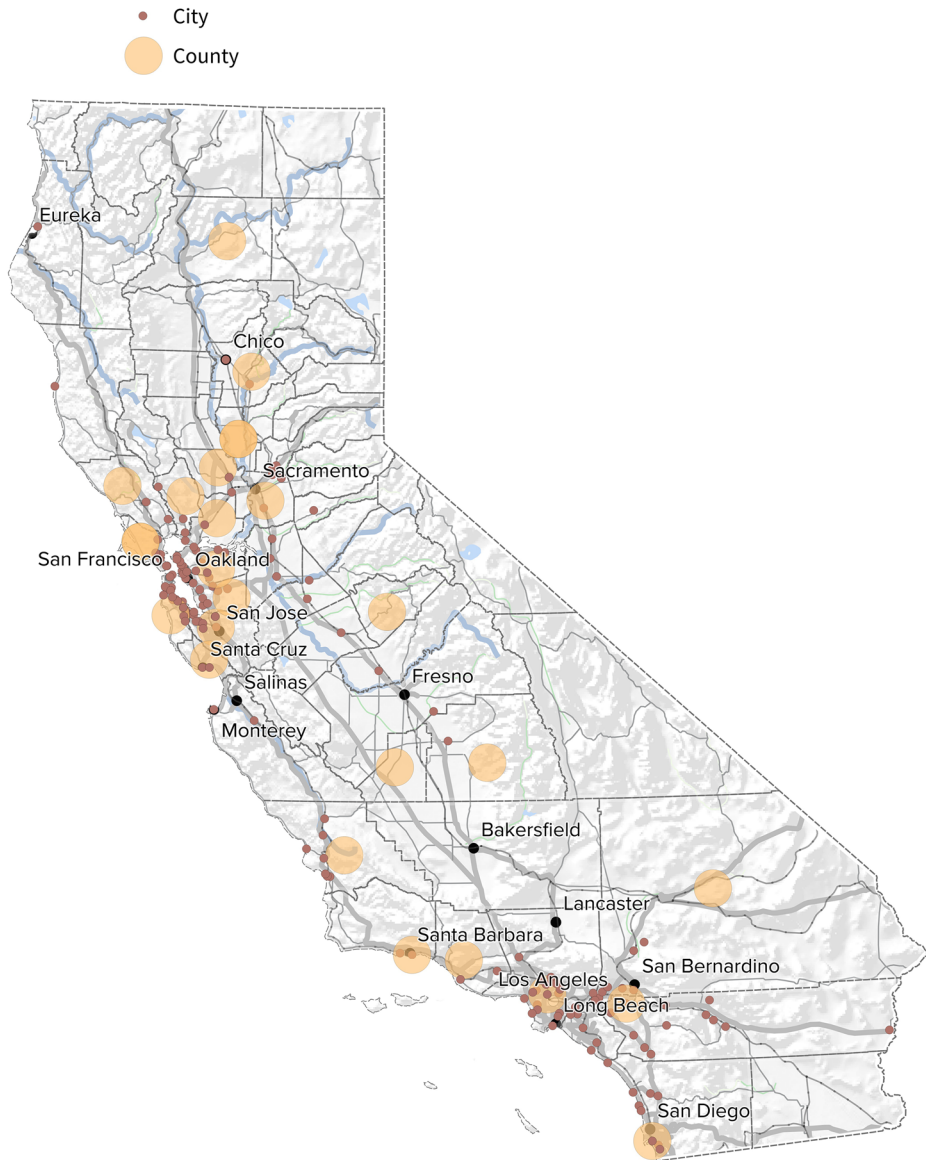 City
County
Eureka
Chico
Sacramento
San Francisco
Oakland
San Jose
Santa Cruz
Salinas
Fresno
Monterey
Bakersfield
Lancaster
Santa Barbara
San Bernardino
Los Angeles
Long Beach
San Diego